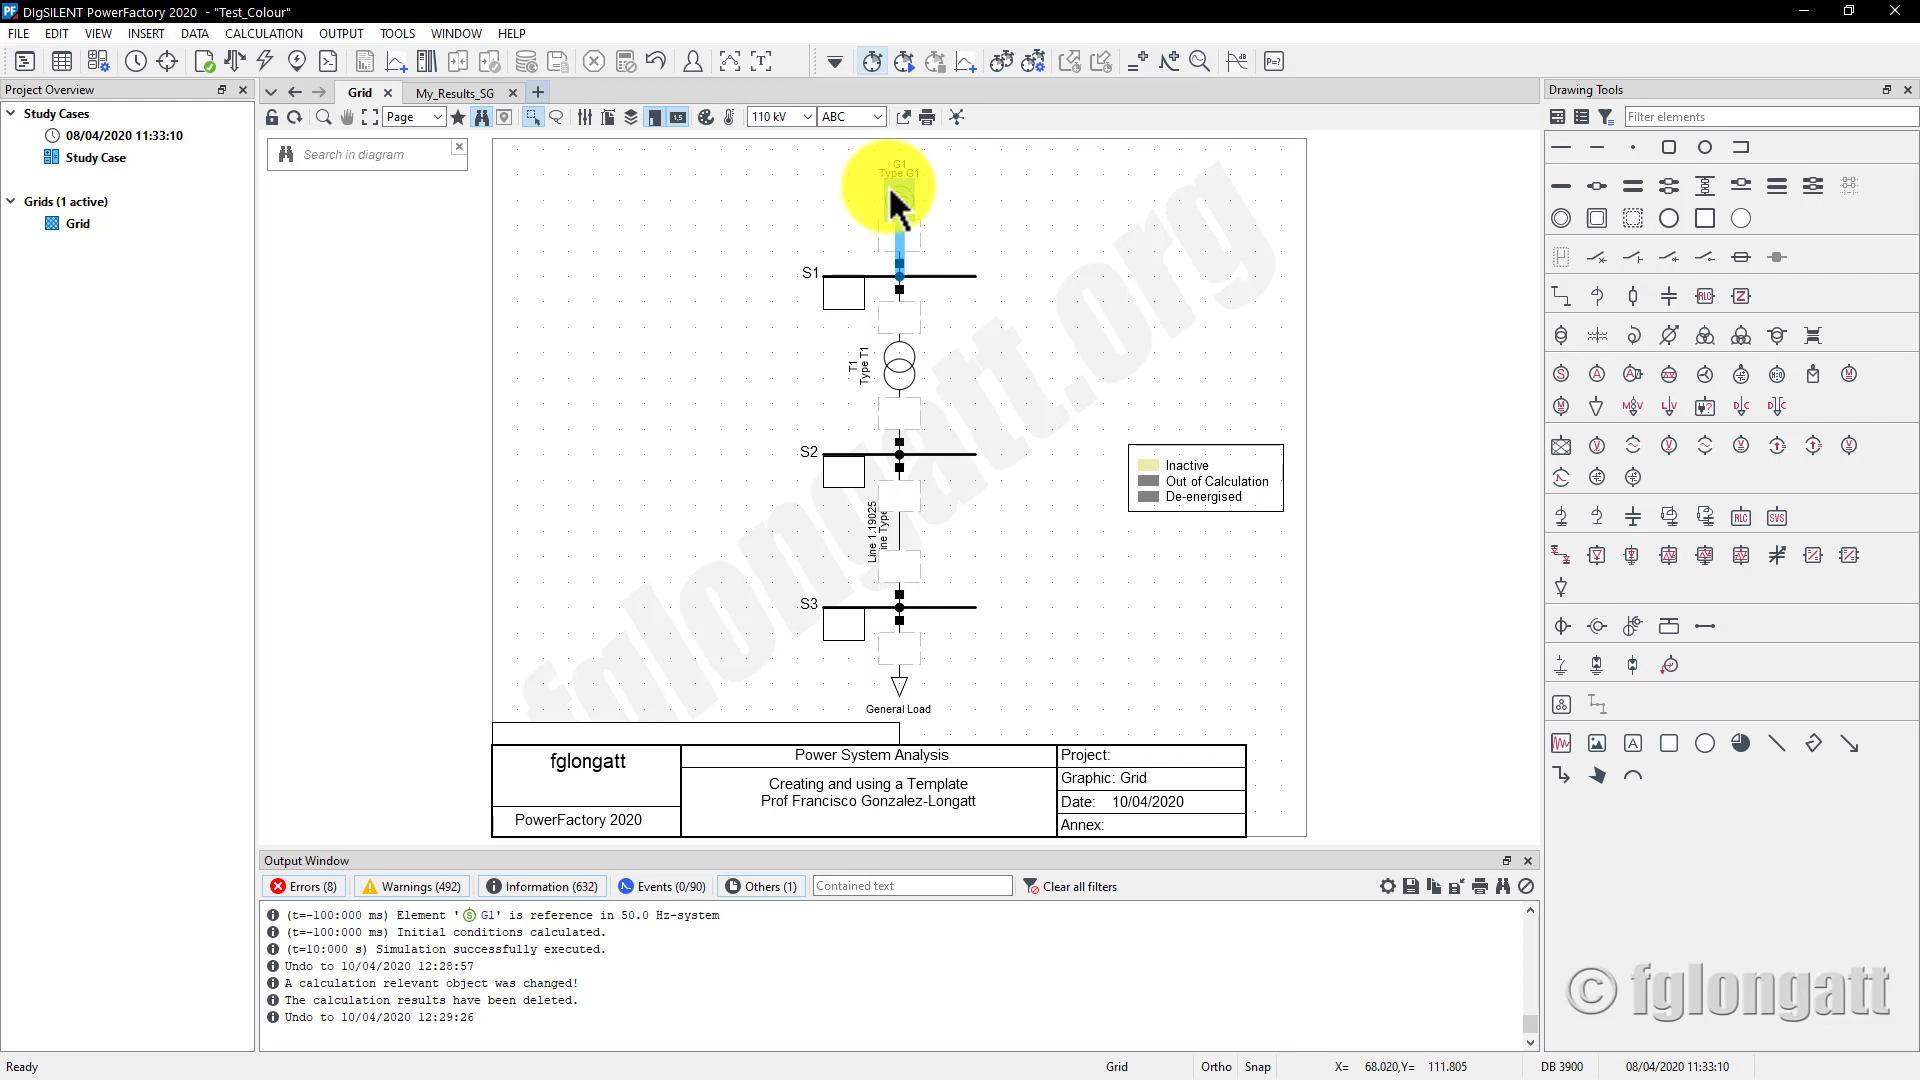 DIgSILENT PowerFactory 2020 - "Test_Colour"
FILE EDIT VIEW INSERT DATA CALCULATION OUTPUT TOOLS WINDOW HELP
Project Overview
Study Cases
08/04/2020 11:33:10
Study Case
Grids (1 active)
Grid
Grid
My_Results_SG
Page
110 kV
ABC
Search in diagram
G1
Type G1
S1
T1
Type T1
S2
Line 1.19025
S3
General Load
Inactive
Out of Calculation
De-energised
fglongatt.org
fglongatt
PowerFactory 2020
Power System Analysis
Creating and using a Template
Prof Francisco Gonzalez-Longatt
Project:
Graphic: Grid
Date: 10/04/2020
Annex:
Output Window
Errors (8)
Warnings (492)
Information (632)
Events (0/90)
Others (1)
Contained text
Clear all filters
(t=-100:000 ms) Element ' G1' is reference in 50.0 Hz-system
(t=-100:000 ms) Initial conditions calculated.
(t=10:000 s) Simulation successfully executed.
Undo to 10/04/2020 12:28:57
A calculation relevant object was changed!
The calculation results have been deleted.
Undo to 10/04/2020 12:29:26
Drawing Tools
Filter elements
© fglongatt
Ready
Grid
Ortho
Snap
X= 68.020,Y= 111.805
DB 3900
08/04/2020 11:33:10